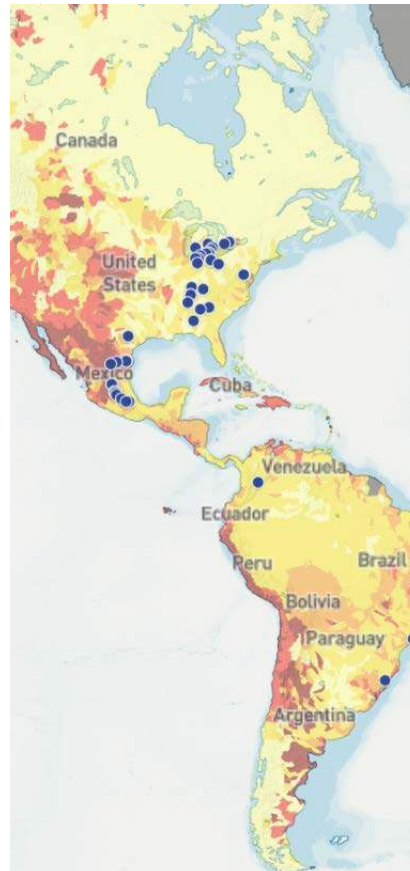 Canada
United
States
Mexico
Cuba
Venezuela
Ecuador
Peru
Brazil
Bolivia
Paraguay
Argentina